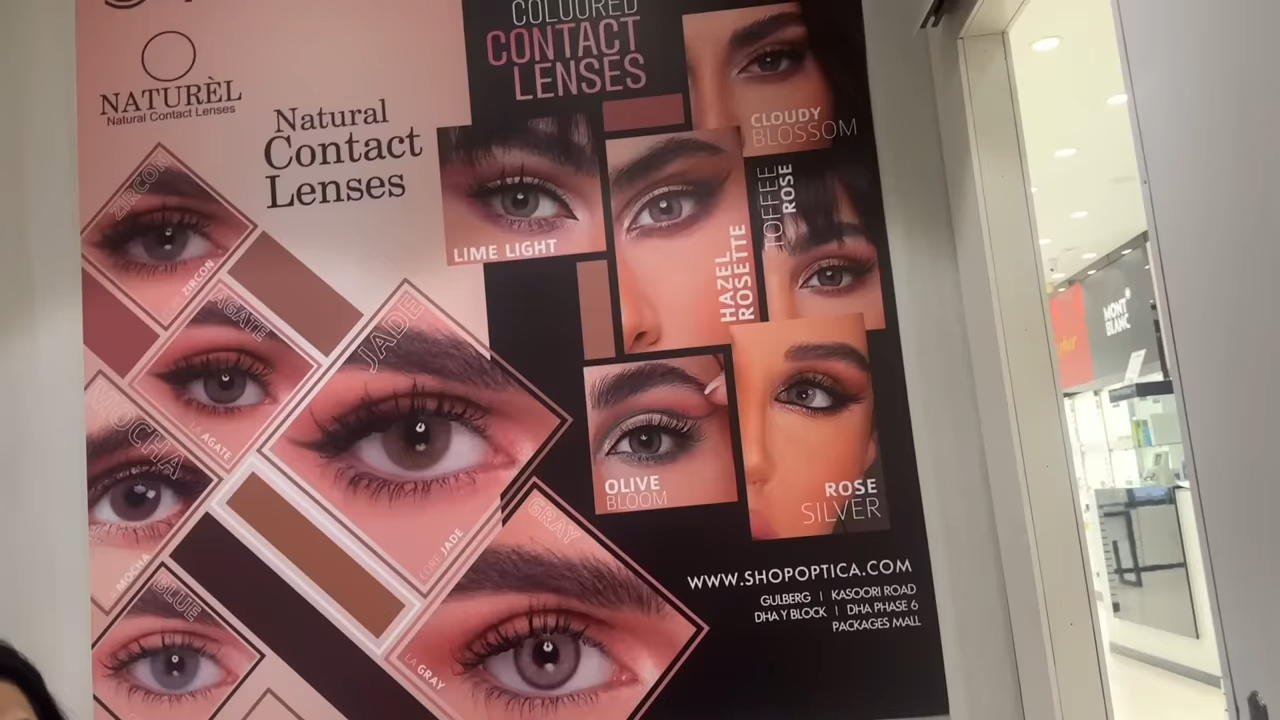 NATURÈL
Natural Contact Lenses
Natural
Contact
Lenses
ZIRCON
ZIRCON
AGATE
LA AGATE
JADE
JADE
MOCHA
MOCHA
BLUE
GRAY
LA GRAY
COLOURED
CONTACT
LENSES
CLOUDY
BLOSSOM
LIME LIGHT
HAZEL
ROSETTE
TOFFEE
ROSE
OLIVE
BLOOM
ROSE
SILVER
WWW.SHOPOPTICA.COM
GULBERG | KASOORI ROAD
DHA Y BLOCK | DHA PHASE 6
PACKAGES MALL
MONT
BLANC